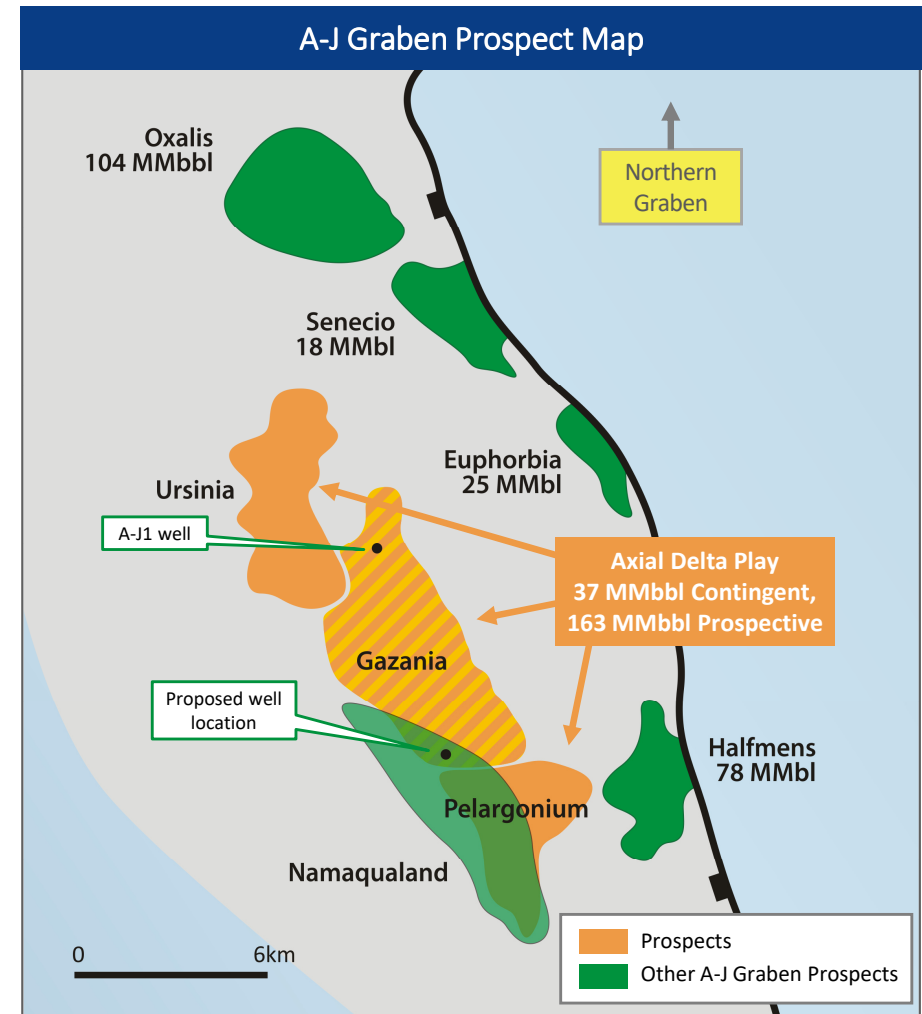 A-J Graben Prospect Map
Oxalis
104 MMbbl
Northern
Graben
Senecio
18 MMbl
Euphorbia
25 MMbl
Ursinia
A-J1 well
Axial Delta Play
37 MMbbl Contingent,
163 MMbbl Prospective
Gazania
Proposed well
location
Halfmens
78 MMbl
Pelargonium
Namaqualand
0 6km
Prospects
Other A-J Graben Prospects